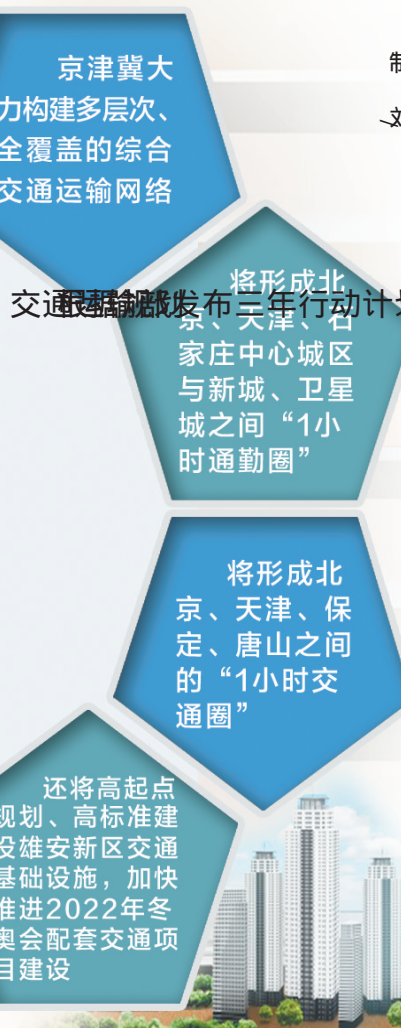 制
京津冀大
力构建多层次、
全覆盖的综合
交通运输网络
将形成北
京、天津、石
家庄中心城区
与新城、卫星
城之间“1小
时通勤圈”
将形成北
京、天津、保
定、唐山之间
的“1小时交
通圈”
还将高起点
规划、高标准建
设雄安新区交通
基础设施，加快
推进2022年冬
奥会配套交通项
目建设